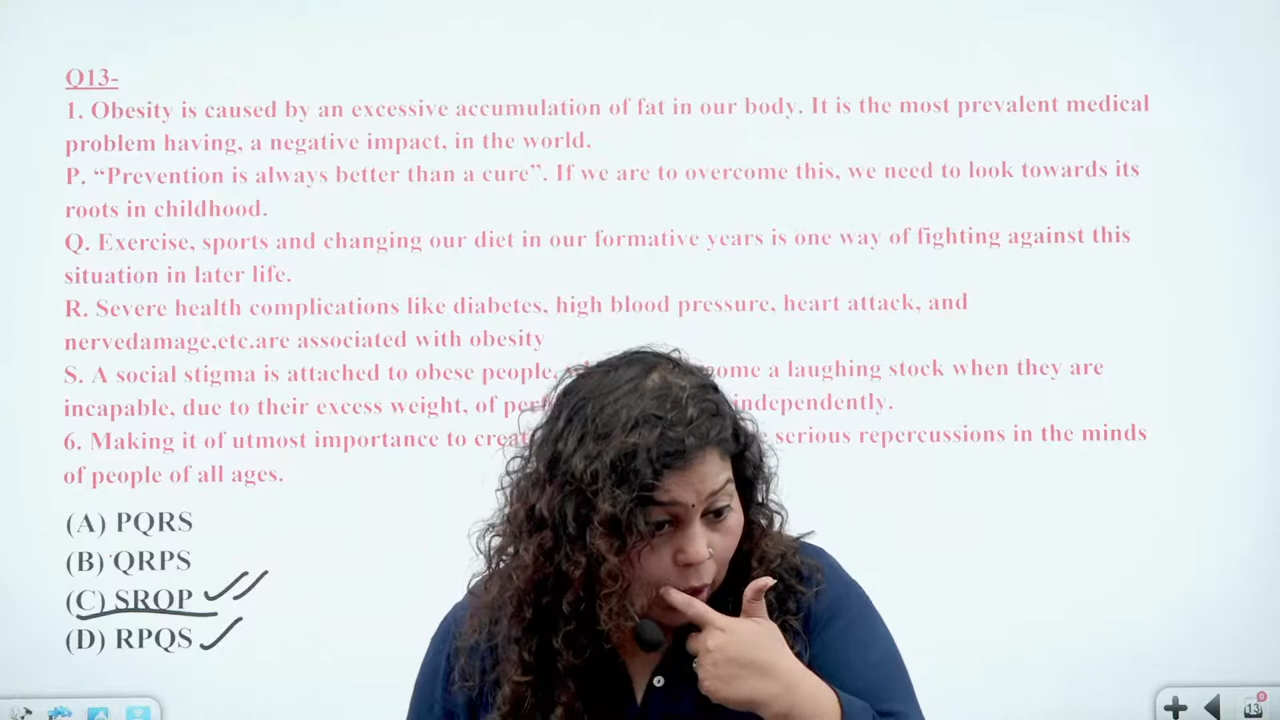 Q13-
1. Obesity is caused by an excessive accumulation of fat in our body. It is the most prevalent medical
problem having, a negative impact, in the world.
P. “Prevention is always better than a cure”. If we are to overcome this, we need to look towards its
roots in childhood.
Q. Exercise, sports and changing our diet in our formative years is one way of fighting against this
situation in later life.
R. Severe health complications like diabetes, high blood pressure, heart attack, and
nervedamage,etc.are associated with obesity
S. A social stigma is attached to obese people, a laughing stock when they are
incapable, due to their excess weight, of independently.
6. Making it of utmost importance to serious repercussions in the minds
of people of all ages.
(A) PQRS
(B) QRPS
(C) SRQP
(D) RPQS
13